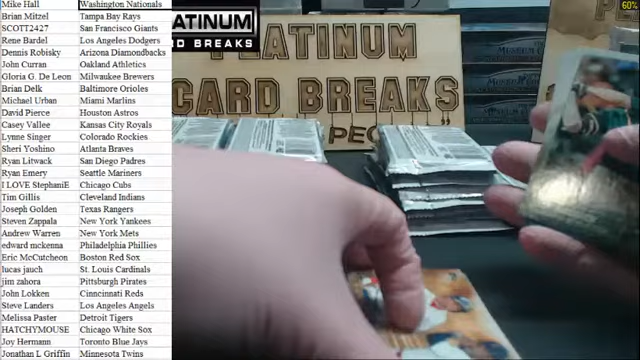 Mike Hall Washington Nationals
Brian Mitzel Tampa Bay Rays
SCOTT2427 San Francisco Giants
Rene Bardel Los Angeles Dodgers
Dennis Robisky Arizona Diamondbacks
John Curran Oakland Athletics
Gloria G. De Leon Milwaukee Brewers
Brian Delk Baltimore Orioles
Michael Urban Miami Marlins
David Pierce Houston Astros
Casey Vallee Kansas City Royals
Lynne Singer Colorado Rockies
Sheri Yoshino Atlanta Braves
Ryan Litwack San Diego Padres
Ryan Emery Seattle Mariners
I LOVE StephaniE Chicago Cubs
Tim Gillis Cleveland Indians
Joseph Golden Texas Rangers
Steven Zappala New York Yankees
Andrew Warren New York Mets
edward mckenna Philadelphia Phillies
Eric McCutcheon Boston Red Sox
lucas jauch St. Louis Cardinals
jim zahora Pittsburgh Pirates
John Lokken Cinncinati Reds
Steve Landers Los Angeles Angels
Melissa Paster Detroit Tigers
HATCHYMOUSE Chicago White Sox
Joy Hermann Toronto Blue Jays
Jonathan L Griffin Minnesota Twins
LATINUM
RD BREAKS
PLATINUM
CARD BREAKS
PEO
60%